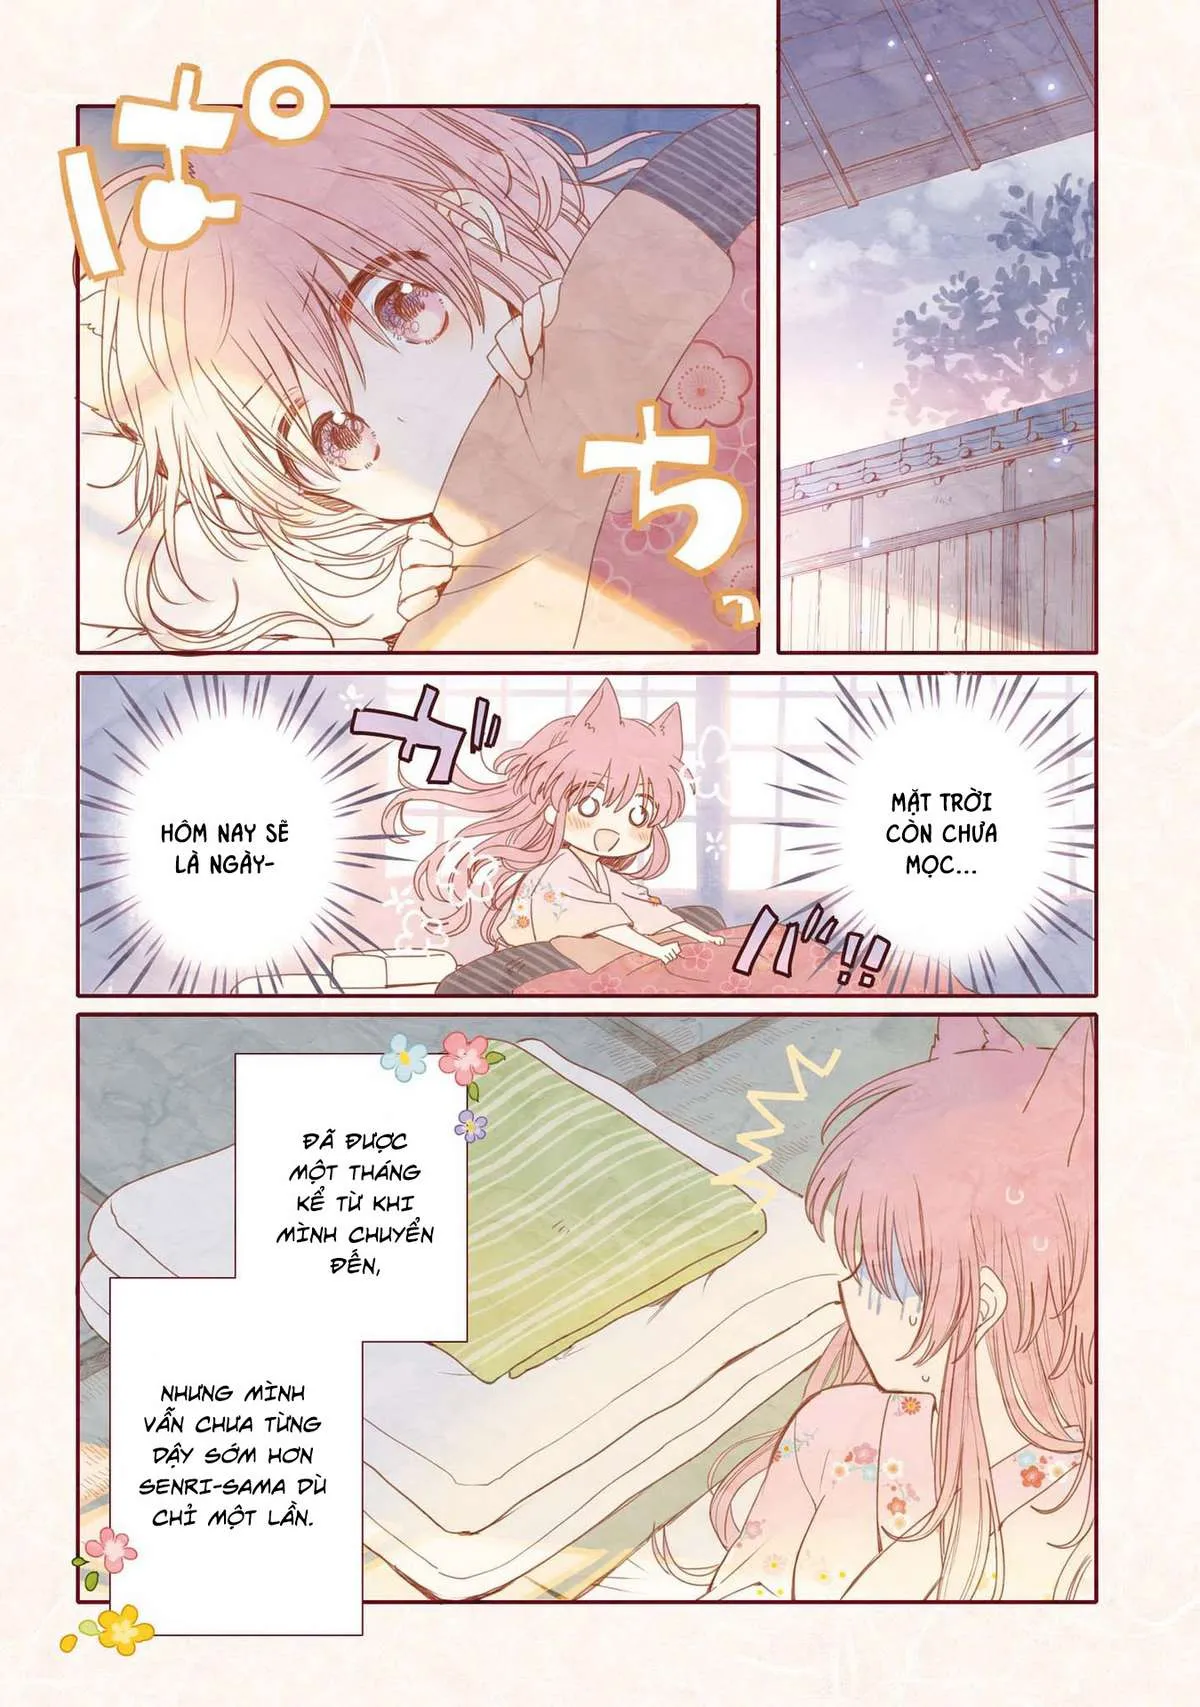 ぱ
ちっ
MẶT TRỜI
CÒN CHƯA
MỌC...
ガバ!!
HÔM NAY SẼ
LÀ NGÀY-
ĐÃ ĐƯỢC
MỘT THÁNG
KỂ TỪ KHI
MÌNH CHUYỂN
ĐẾN,
NHƯNG MÌNH
VẪN CHƯA TỪNG
DẬY SỚM HƠN
SENRI-SAMA DÙ
CHỈ MỘT LẦN.